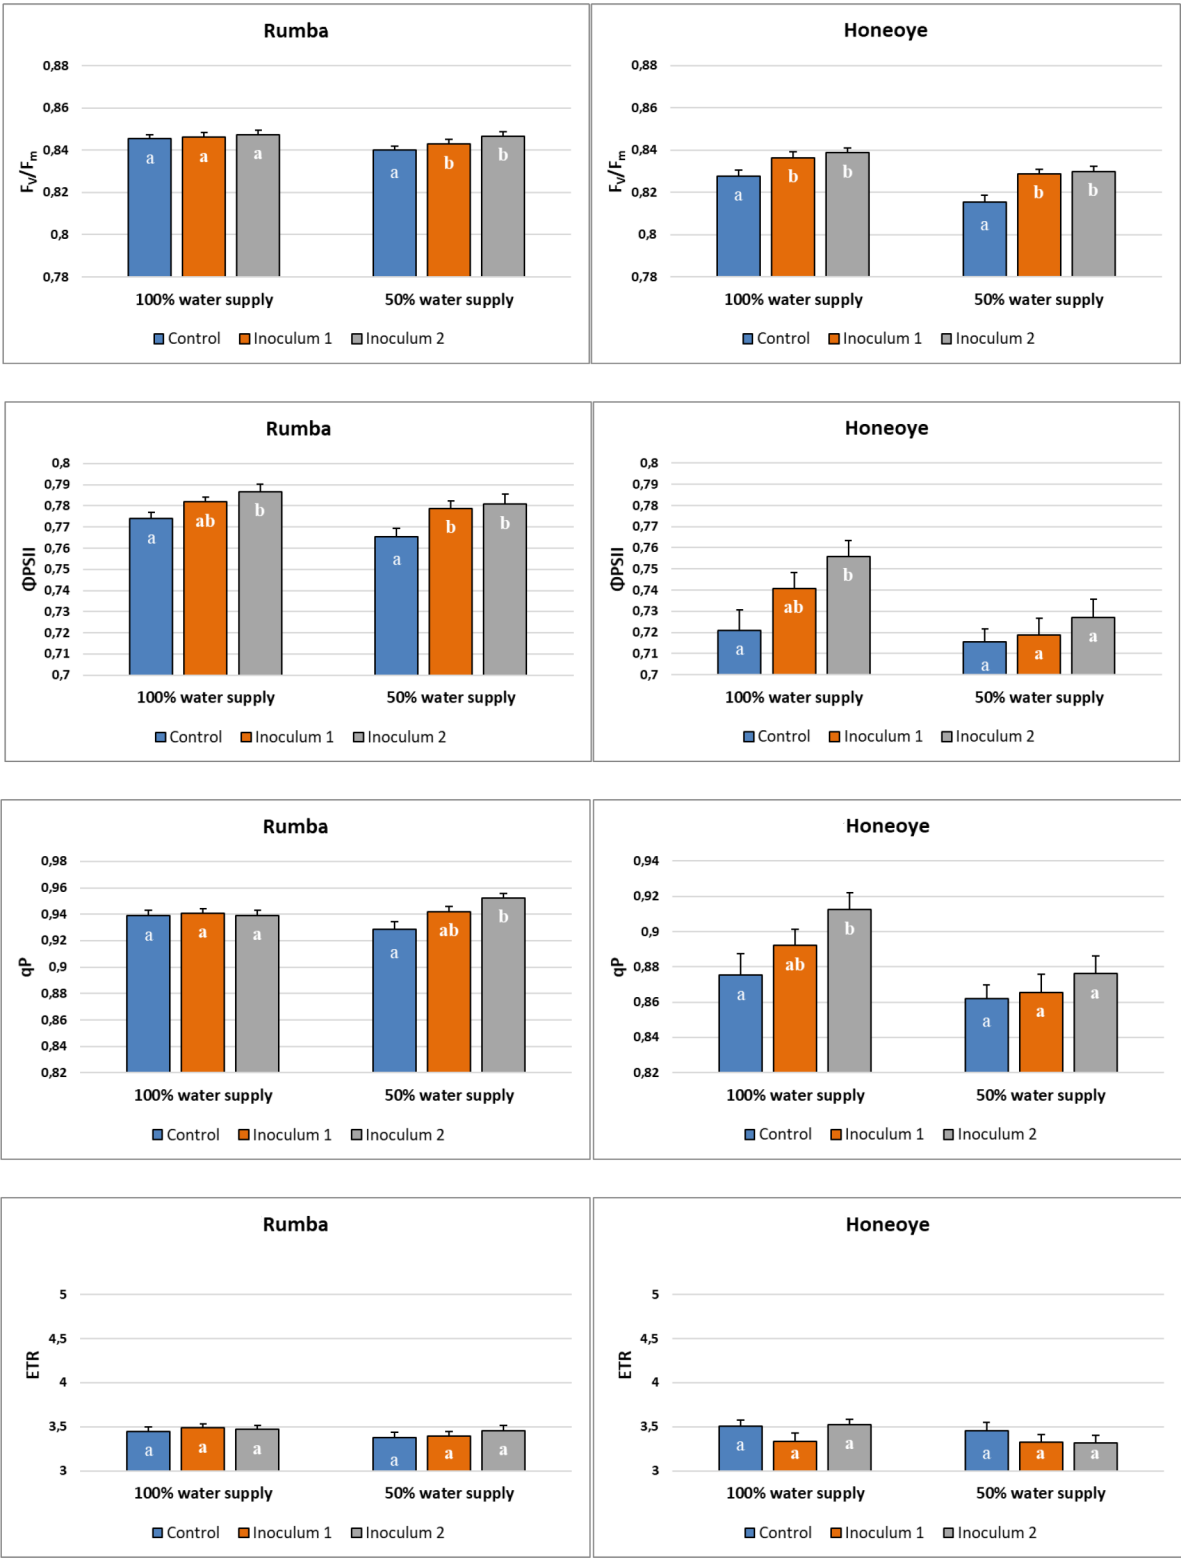 Rumba
0,88
0,86
0,84
0,82
0,8
0,78
Fv/Fm
a a a a b b
100% water supply 50% water supply
Control Inoculum 1 Inoculum 2
Honeoye
0,88
0,86
0,84
0,82
0,8
0,78
Fv/Fm
a b b a b b
100% water supply 50% water supply
Control Inoculum 1 Inoculum 2
Rumba
0,8
0,79
0,78
0,77
0,76
0,75
0,74
0,73
0,72
0,71
0,7
ΦPSII
a ab b a b b
100% water supply 50% water supply
Control Inoculum 1 Inoculum 2
Honeoye
0,8
0,79
0,78
0,77
0,76
0,75
0,74
0,73
0,72
0,71
0,7
ΦPSII
a ab b a a a
100% water supply 50% water supply
Control Inoculum 1 Inoculum 2
Rumba
0,98
0,96
0,94
0,92
0,9
0,88
0,86
0,84
0,82
qP
a a a a ab b
100% water supply 50% water supply
Control Inoculum 1 Inoculum 2
Honeoye
0,94
0,92
0,9
0,88
0,86
0,84
0,82
qP
a ab b a a a
100% water supply 50% water supply
Control Inoculum 1 Inoculum 2
Rumba
5
4,5
4
3,5
3
ETR
a a a a a a
100% water supply 50% water supply
Control Inoculum 1 Inoculum 2
Honeoye
5
4,5
4
3,5
3
ETR
a a a a a a
100% water supply 50% water supply
Control Inoculum 1 Inoculum 2